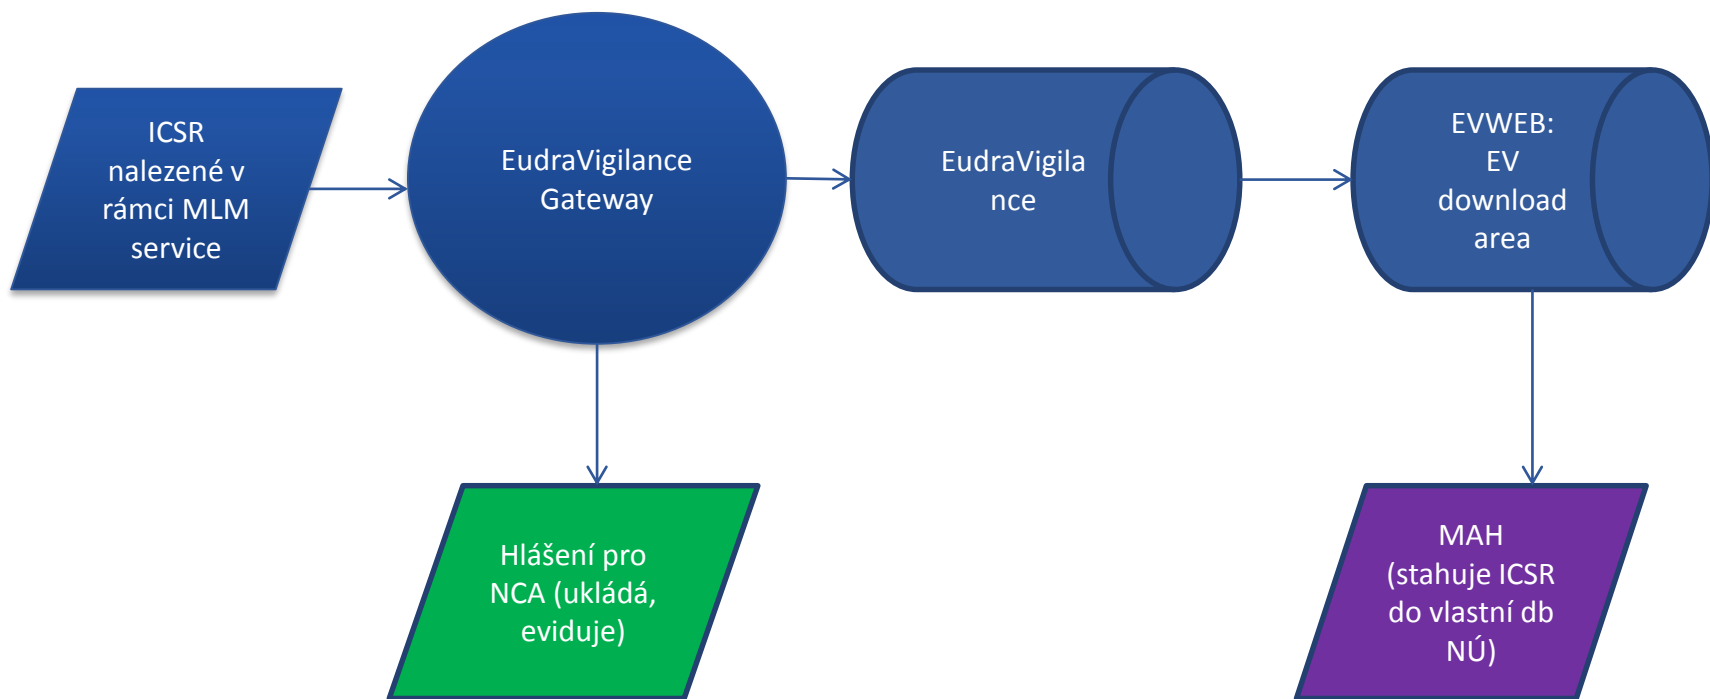 ICSR
nalezené v
rámci MLM
service
EudraVigilance
Gateway
EudraVigila
nce
EVWEB:
EV
download
area
Hlášení pro
NCA (ukládá,
eviduje)
MAH
(stahuje ICSR
do vlastní db
NÚ)